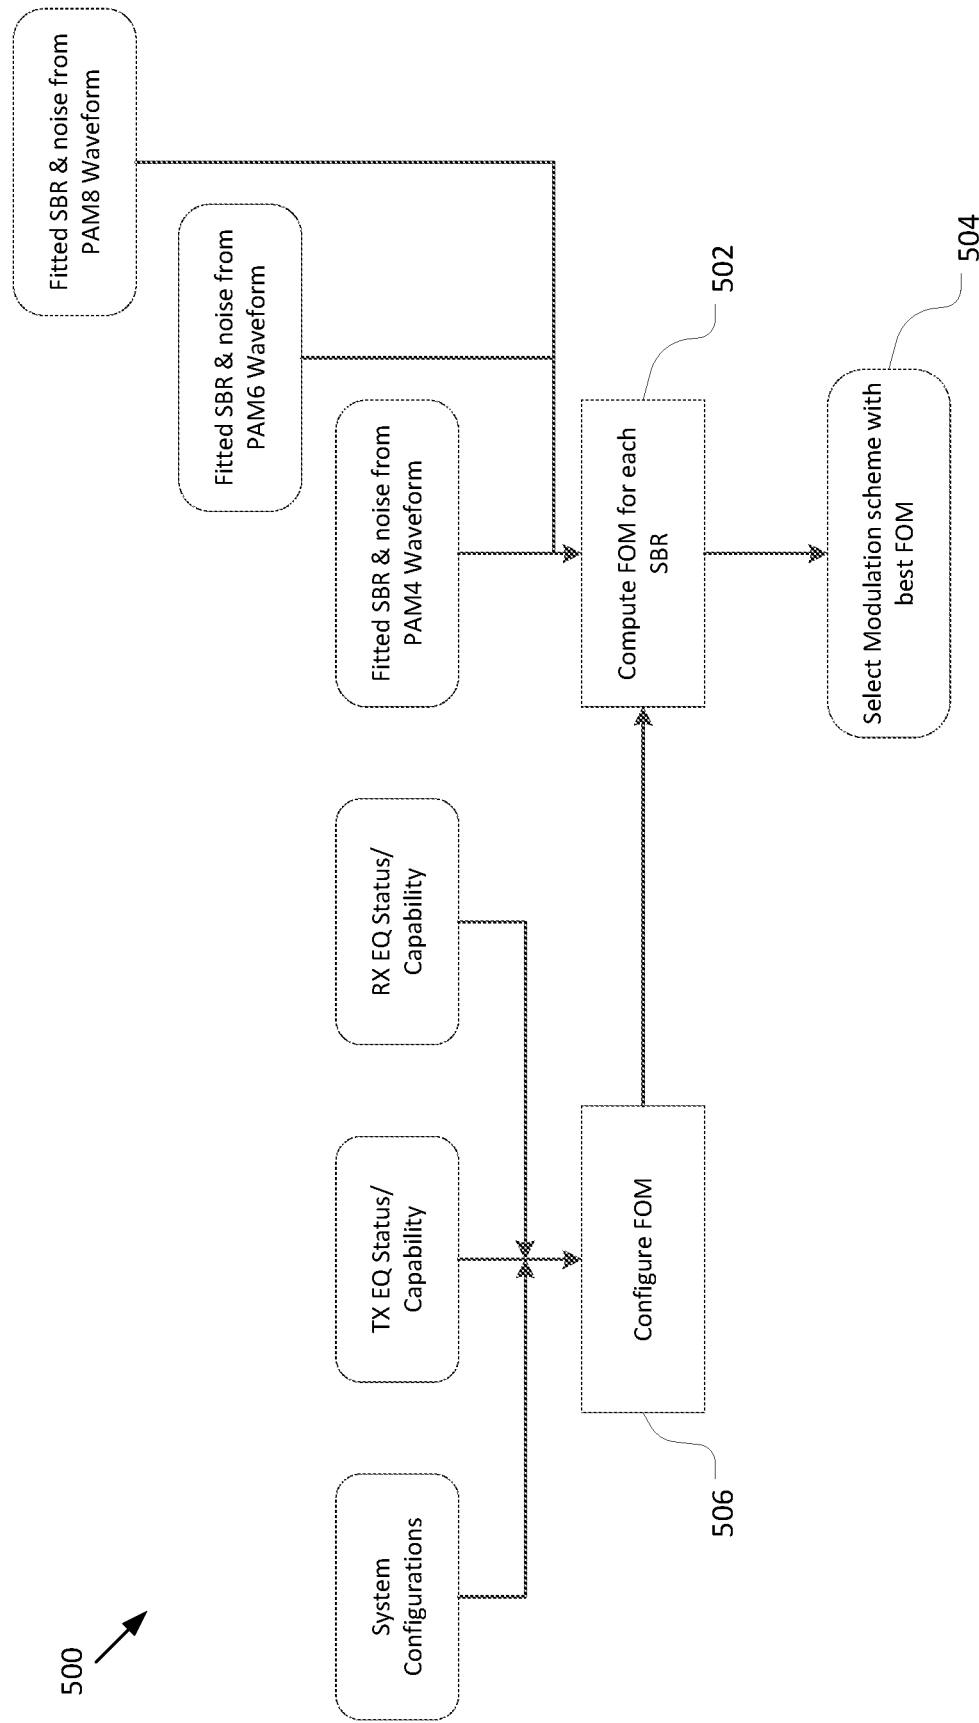 500
System
Configurations
TX EQ Status/
Capability
RX EQ Status/
Capability
Fitted SBR & noise from
PAM4 Waveform
Fitted SBR & noise from
PAM6 Waveform
Fitted SBR & noise from
PAM8 Waveform
Configure FOM
506
Compute FOM for each
SBR
502
Select Modulation scheme with
best FOM
504